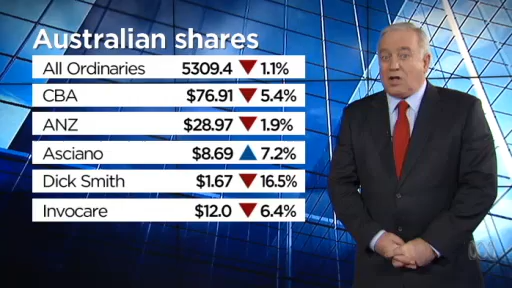 Australian shares
All Ordinaries 5309.4 ▼ 1.1%
CBA $76.91 ▼ 5.4%
ANZ $28.97 ▼ 1.9%
Asciano $8.69 ▲ 7.2%
Dick Smith $1.67 ▼ 16.5%
Invocare $12.0 ▼ 6.4%